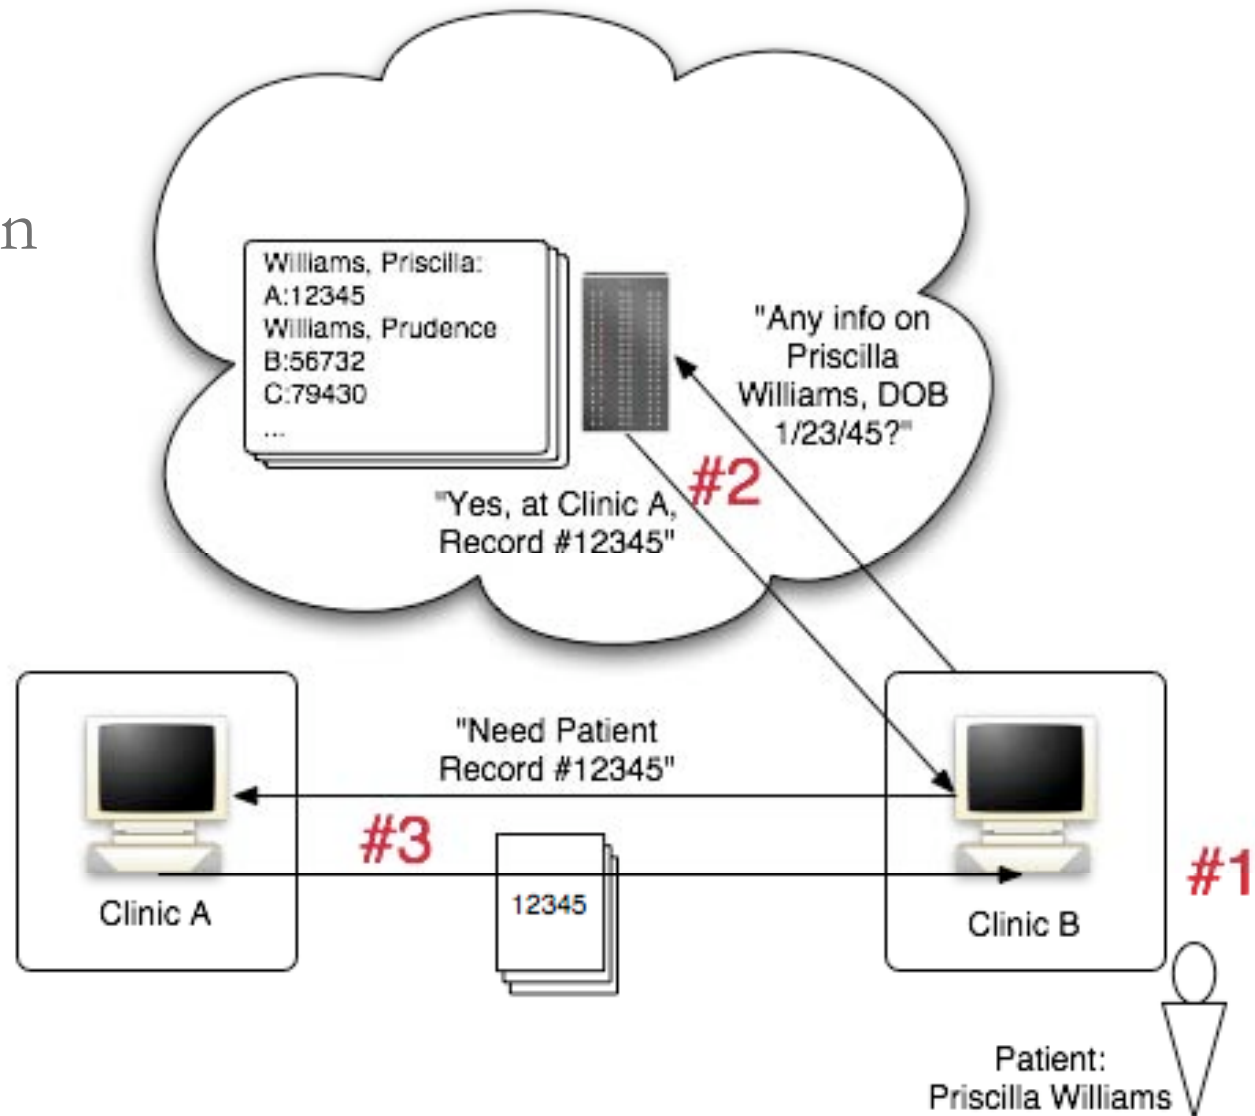 n
Williams, Priscilla:
A:12345
Williams, Prudence
B:56732
C:79430
...
"Any info on
Priscilla
Williams, DOB
1/23/45?"
#2
"Yes, at Clinic A,
Record #12345"
"Need Patient
Record #12345"
#3
12345
Clinic A
Clinic B
#1
Patient:
Priscilla Williams